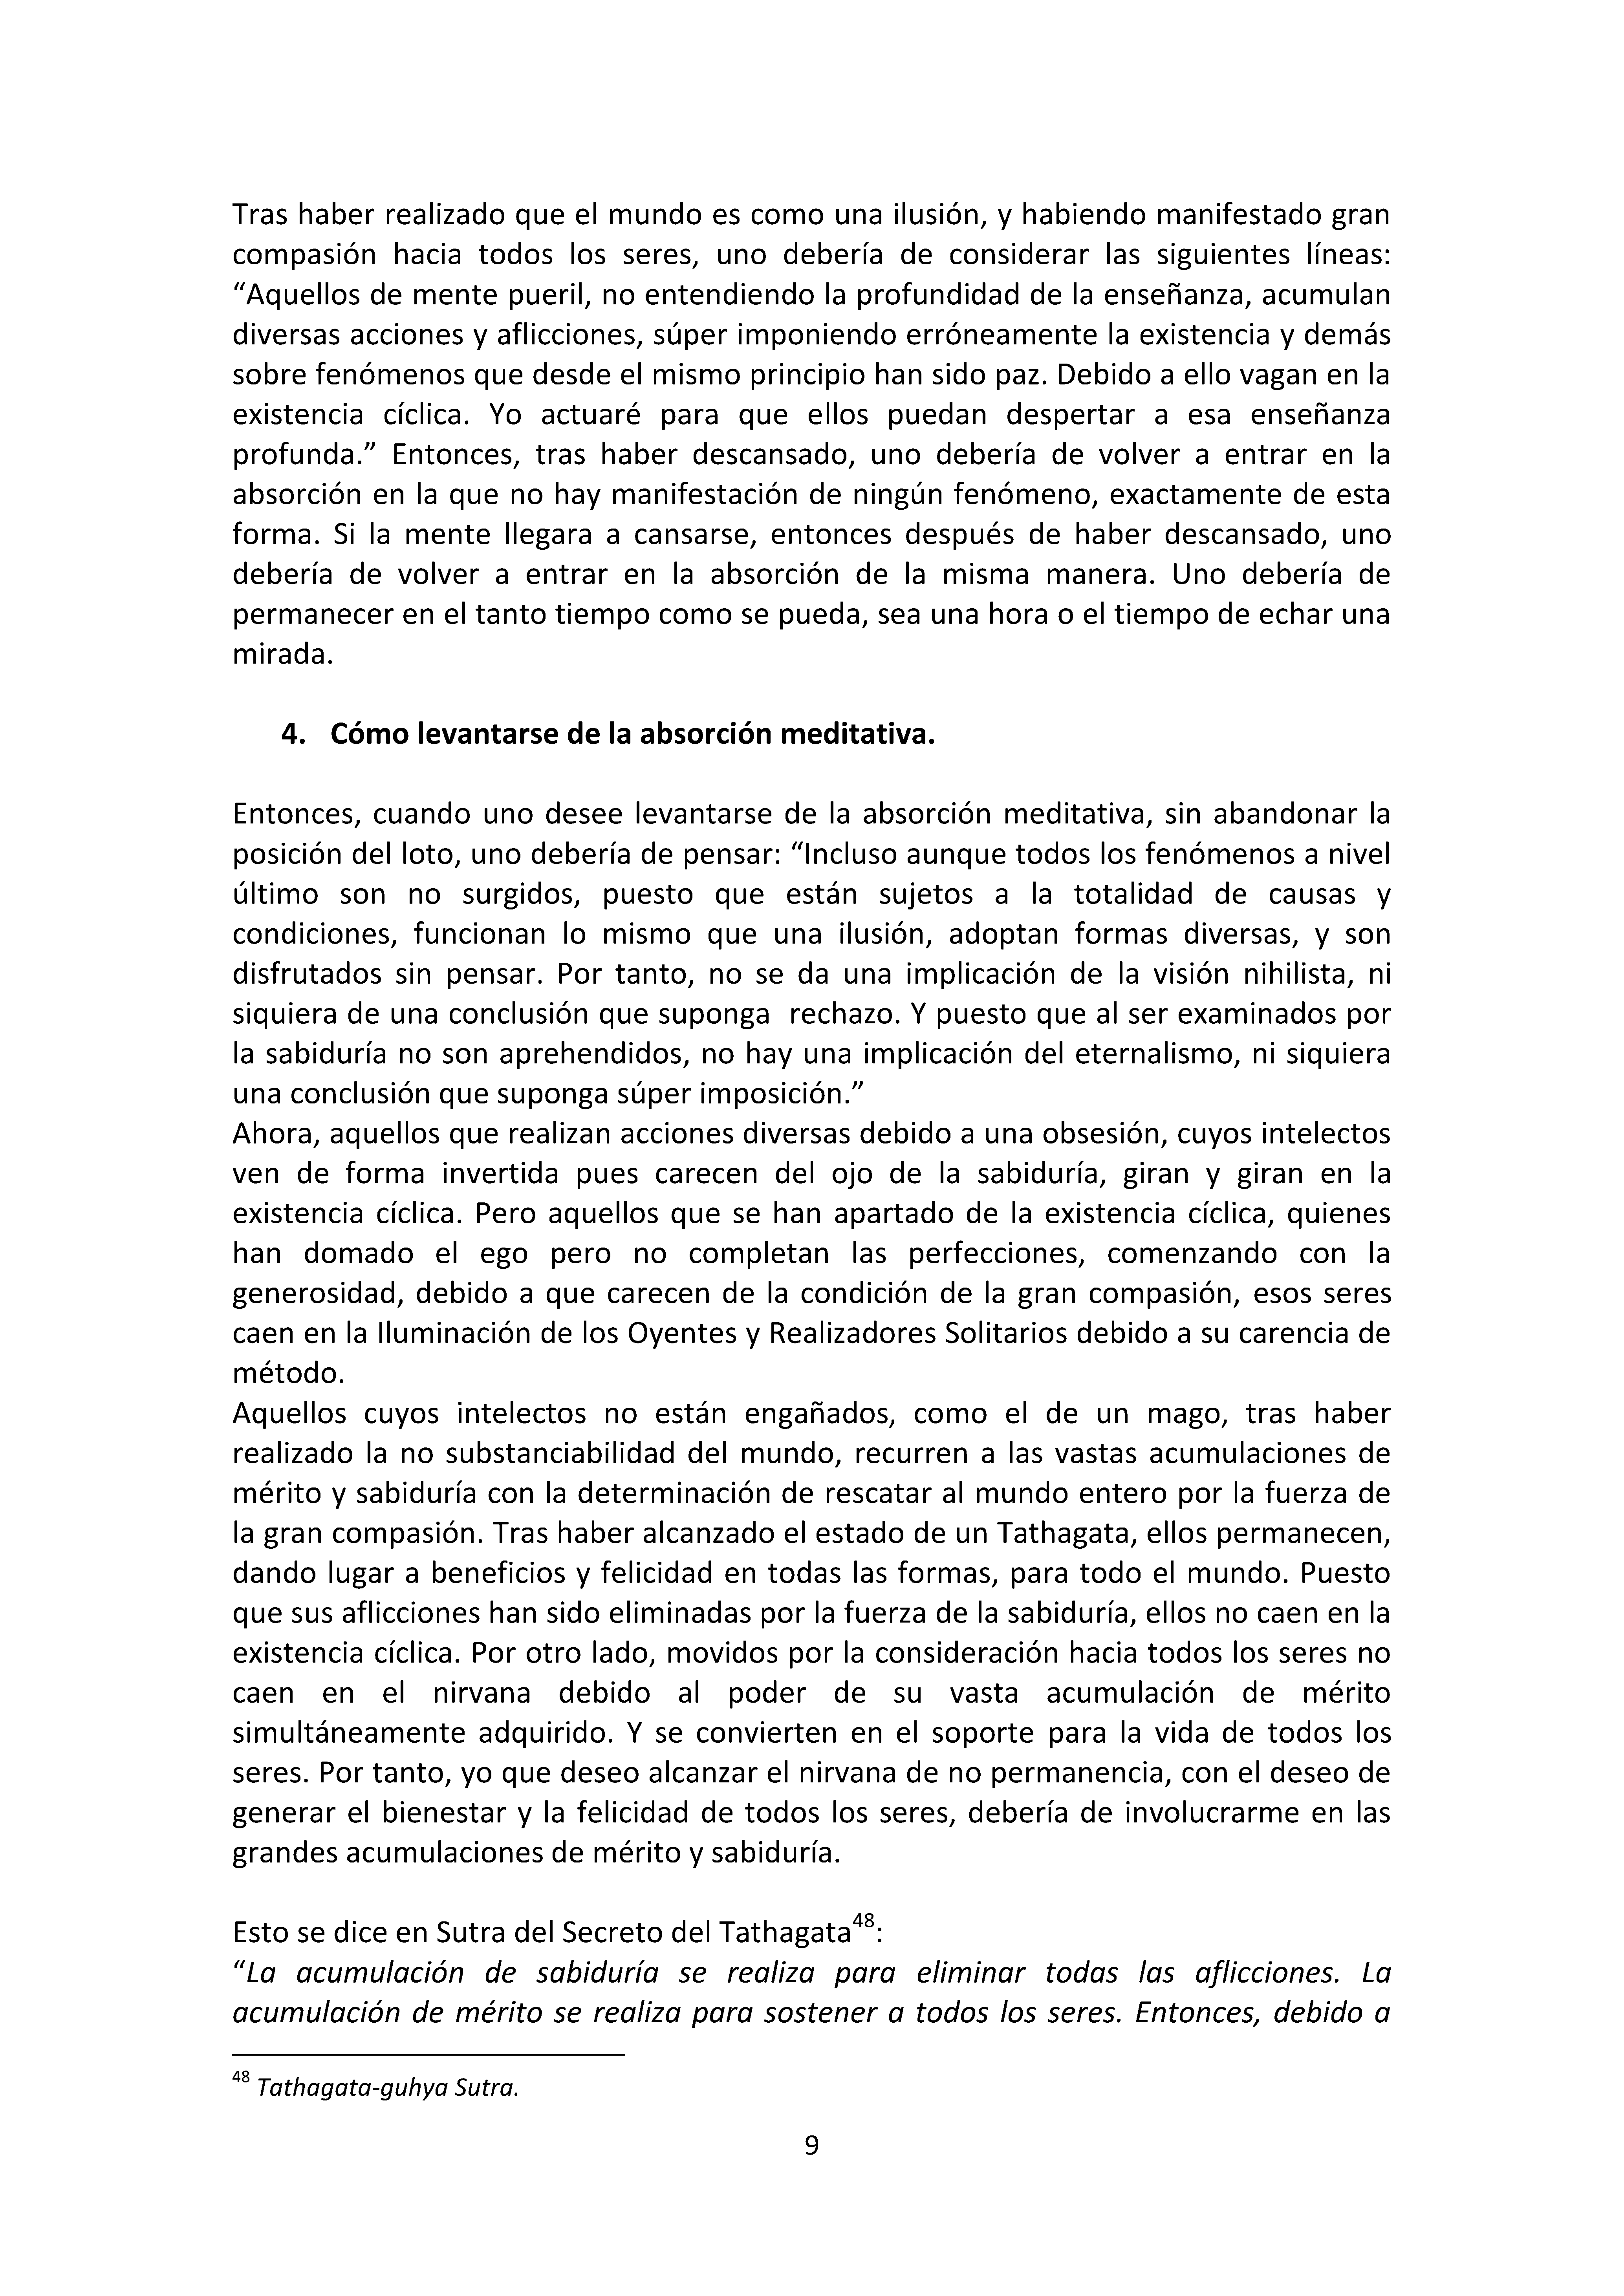 Tras haber realizado que el mundo es como una ilusión, y habiendo manifestado gran
compasión hacia todos los seres, uno debería de considerar las siguientes líneas:
“Aquellos de mente pueril, no entendiendo la profundidad de la enseñanza, acumulan
diversas acciones y aflicciones, súper imponiendo erróneamente la existencia y demás
sobre fenómenos que desde el mismo principio han sido paz. Debido a ello vagan en la
existencia cíclica. Yo actuaré para que ellos puedan despertar a esa enseñanza
profunda.” Entonces, tras haber descansado, uno debería de volver a entrar en la
absorción en la que no hay manifestación de ningún fenómeno, exactamente de esta
forma. Si la mente llegara a cansarse, entonces después de haber descansado, uno
debería de volver a entrar en la absorción de la misma manera. Uno debería de
permanecer en el tanto tiempo como se pueda, sea una hora o el tiempo de echar una
mirada.
4. Cómo levantarse de la absorción meditativa.
Entonces, cuando uno desee levantarse de la absorción meditativa, sin abandonar la
posición del loto, uno debería de pensar: “Incluso aunque todos los fenómenos a nivel
último son no surgidos, puesto que están sujetos a la totalidad de causas y
condiciones, funcionan lo mismo que una ilusión, adoptan formas diversas, y son
disfrutados sin pensar. Por tanto, no se da una implicación de la visión nihilista, ni
siquiera de una conclusión que suponga rechazo. Y puesto que al ser examinados por
la sabiduría no son aprehendidos, no hay una implicación del eternalismo, ni siquiera
una conclusión que suponga súper imposición.”
Ahora, aquellos que realizan acciones diversas debido a una obsesión, cuyos intelectos
ven de forma invertida pues carecen del ojo de la sabiduría, giran y giran en la
existencia cíclica. Pero aquellos que se han apartado de la existencia cíclica, quienes
han domado el ego pero no completan las perfecciones, comenzando con la
generosidad, debido a que carecen de la condición de la gran compasión, esos seres
caen en la Iluminación de los Oyentes y Realizadores Solitarios debido a su carencia de
método.
Aquellos cuyos intelectos no están engañados, como el de un mago, tras haber
realizado la no substanciabilidad del mundo, recurren a las vastas acumulaciones de
mérito y sabiduría con la determinación de rescatar al mundo entero por la fuerza de
la gran compasión. Tras haber alcanzado el estado de un Tathagata, ellos permanecen,
dando lugar a beneficios y felicidad en todas las formas, para todo el mundo. Puesto
que sus aflicciones han sido eliminadas por la fuerza de la sabiduría, ellos no caen en la
existencia cíclica. Por otro lado, movidos por la consideración hacia todos los seres no
caen en el nirvana debido al poder de su vasta acumulación de mérito
simultáneamente adquirido. Y se convierten en el soporte para la vida de todos los
seres. Por tanto, yo que deseo alcanzar el nirvana de no permanencia, con el deseo de
generar el bienestar y la felicidad de todos los seres, debería de involucrarme en las
grandes acumulaciones de mérito y sabiduría.
Esto se dice en Sutra del Secreto del Tathagata48:
“La acumulación de sabiduría se realiza para eliminar todas las aflicciones. La
acumulación de mérito se realiza para sostener a todos los seres. Entonces, debido a
48 Tathagata-guhya Sutra.
9